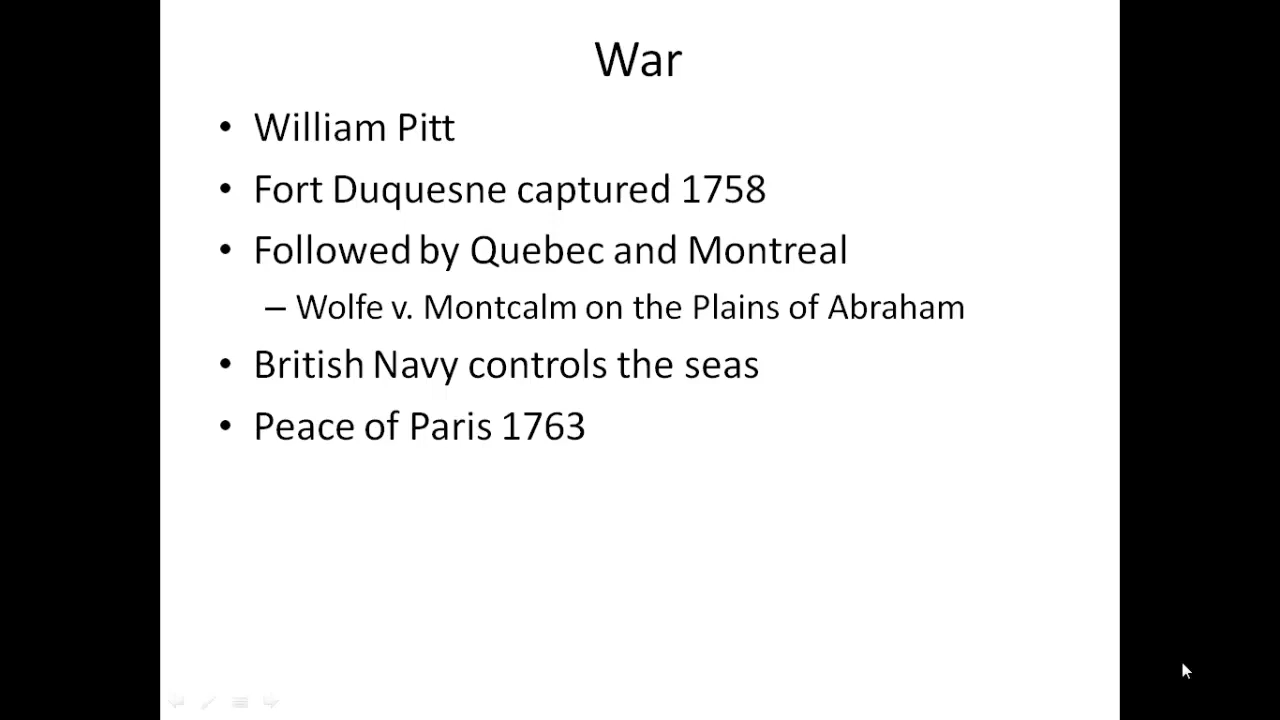 War
• William Pitt
• Fort Duquesne captured 1758
• Followed by Quebec and Montreal
– Wolfe v. Montcalm on the Plains of Abraham
• British Navy controls the seas
• Peace of Paris 1763